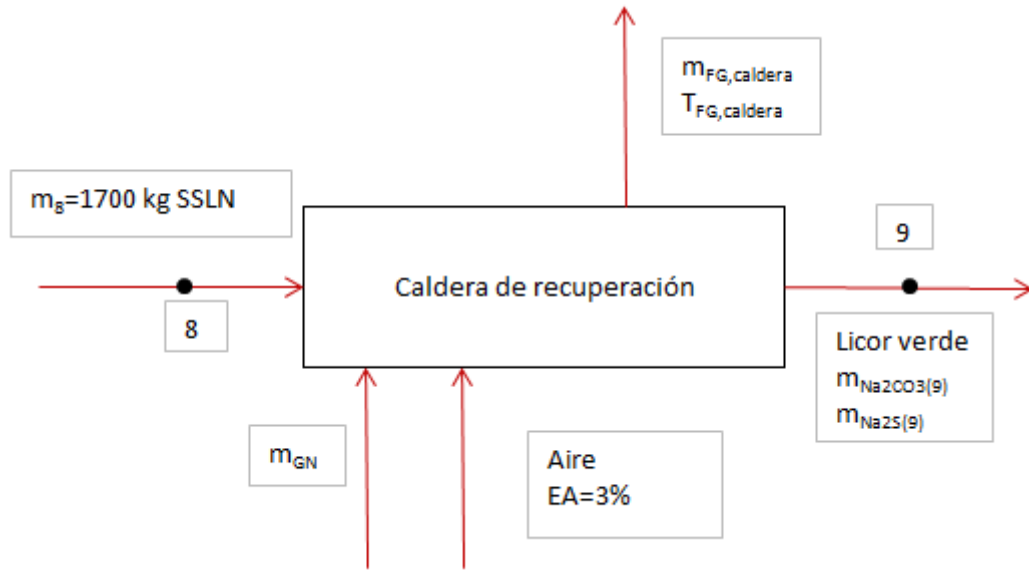 m_FG,caldera
T_FG,caldera
m_8=1700 kg SSLN
9
Caldera de recuperación
8
Licor verde
m_Na2CO3(9)
m_Na2S(9)
m_GN
Aire
EA=3%